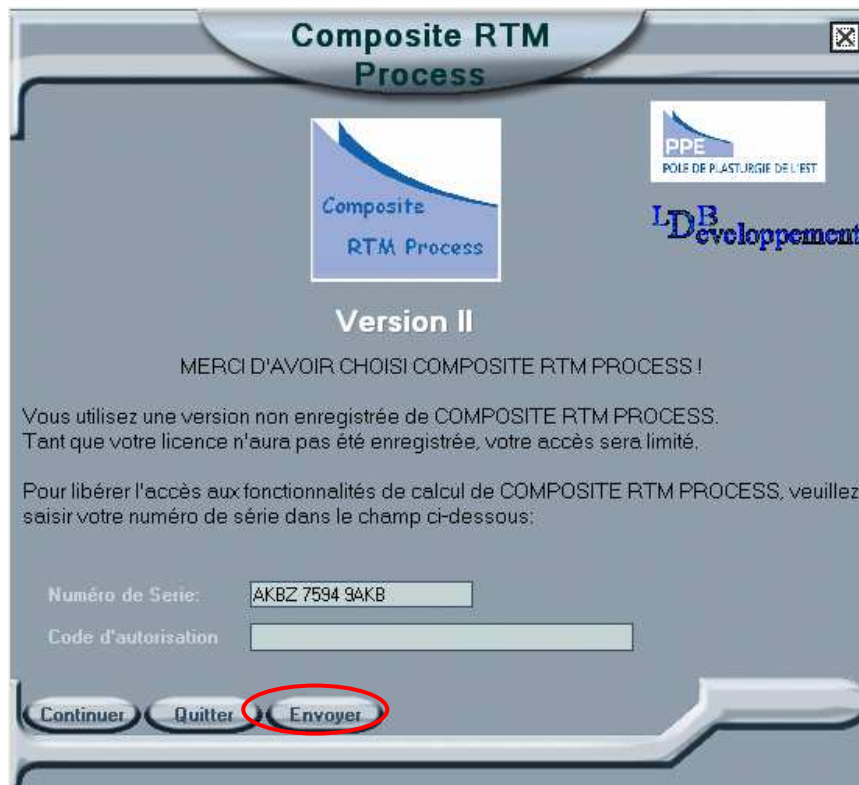 Composite RTM
Process
PPE
POLE DE PLASTURGIE DE L'EST
Composite
RTM Process
LDB
Developpement
Version II
MERCI D'AVOIR CHOISI COMPOSITE RTM PROCESS !
Vous utilisez une version non enregistrée de COMPOSITE RTM PROCESS.
Tant que votre licence n'aura pas été enregistrée, votre accès sera limité.
Pour libérer l'accès aux fonctionnalités de calcul de COMPOSITE RTM PROCESS, veuillez
saisir votre numéro de série dans le champ ci-dessous:
Numéro de Serie: AKBZ 7594 9AKB
Code d'autorisation
Continuer Quitter Envoyer